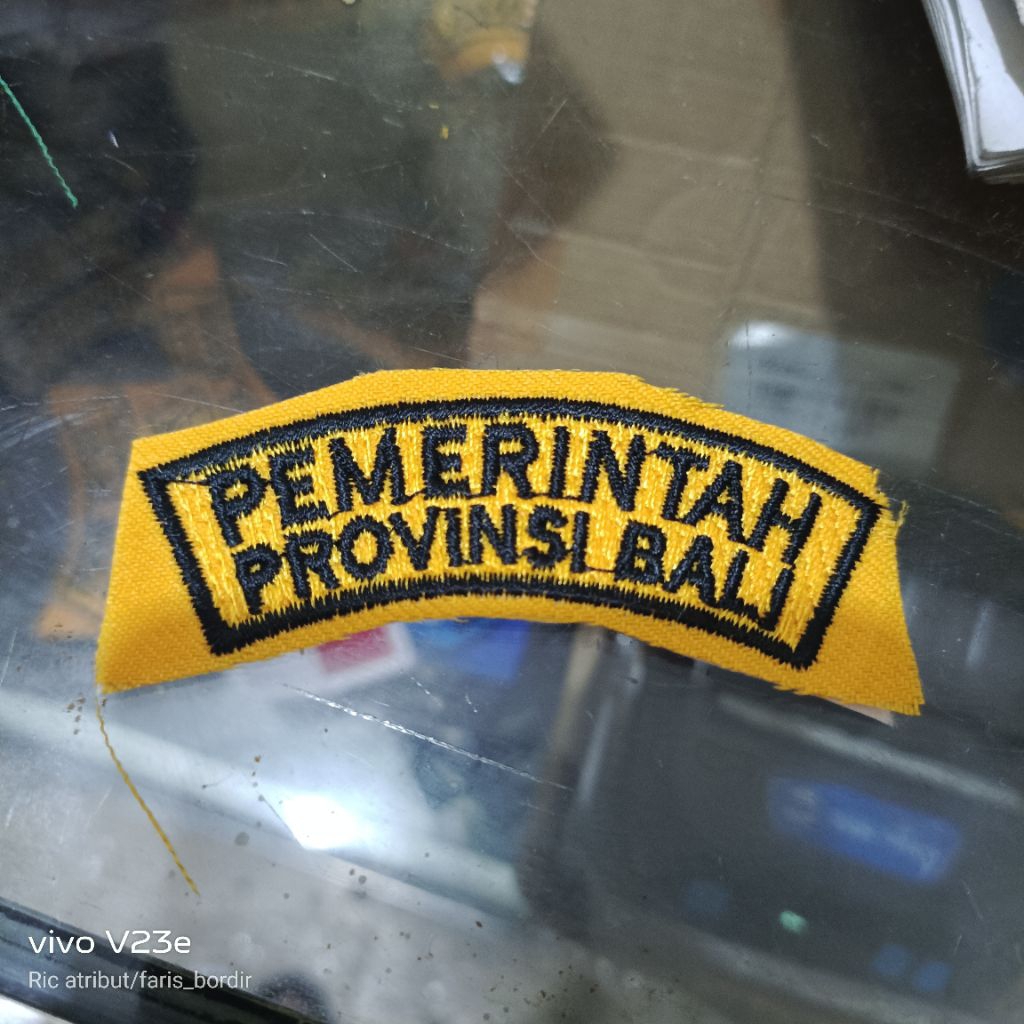 PEMERINTAH
PROVINSI BALI
vivo V23e
Ric atribut/faris_bordir